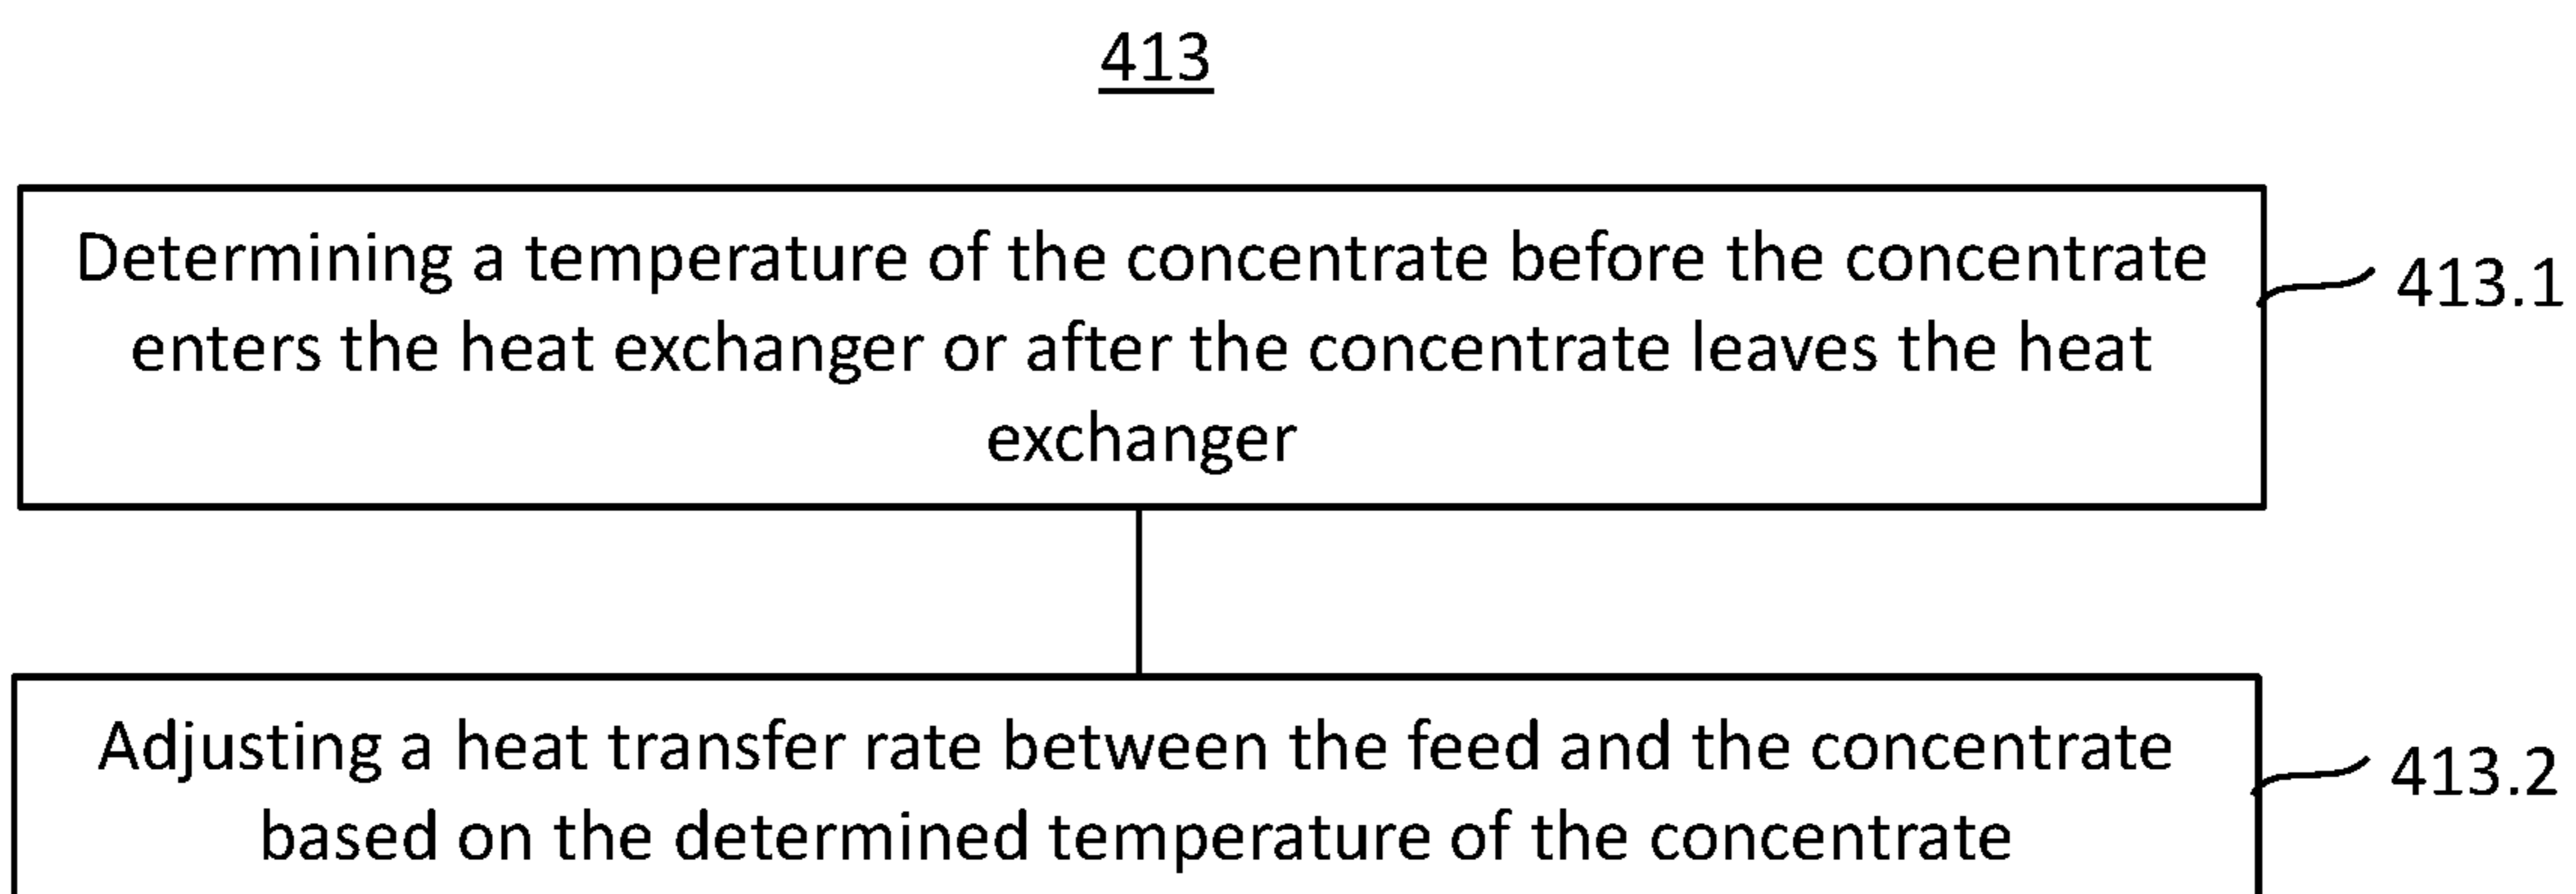 413
Determining a temperature of the concentrate before the concentrate
enters the heat exchanger or after the concentrate leaves the heat
exchanger
413.1
Adjusting a heat transfer rate between the feed and the concentrate
based on the determined temperature of the concentrate
413.2